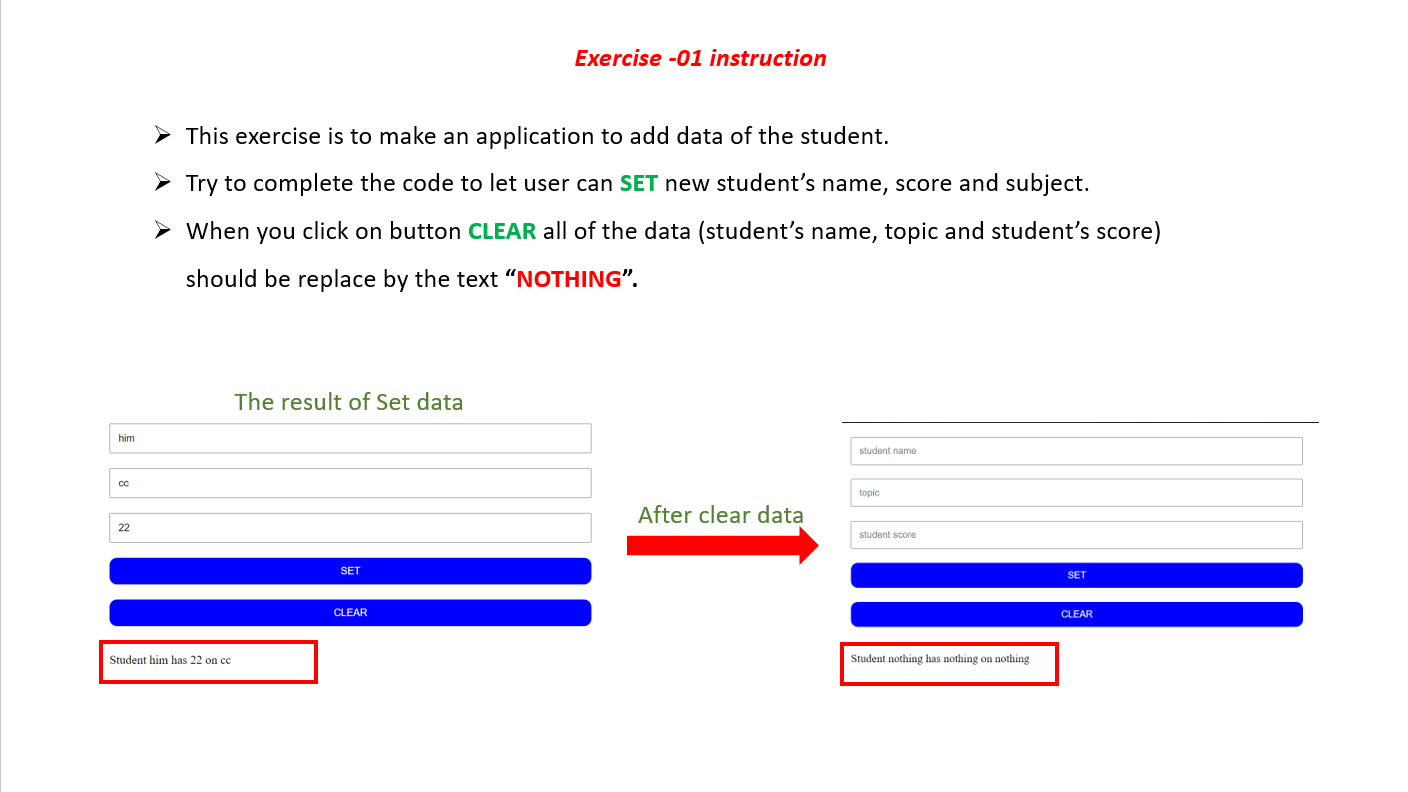 Exercise -01 instruction
This exercise is to make an application to add data of the student.
Try to complete the code to let user can SET new student’s name, score and subject.
When you click on button CLEAR all of the data (student’s name, topic and student’s score)
should be replace by the text “NOTHING”.
The result of Set data
him
cc
22
SET
CLEAR
Student him has 22 on cc
After clear data
student name
topic
student score
SET
CLEAR
Student nothing has nothing on nothing